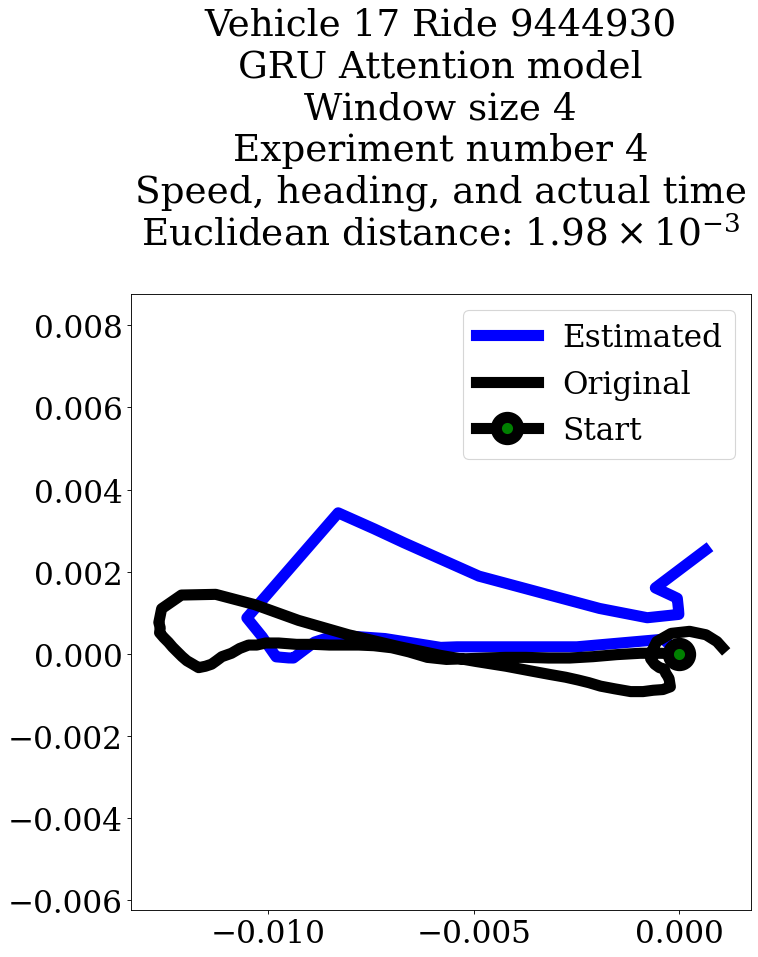 Vehicle 17 Ride 9444930
GRU Attention model
Window size 4
Experiment number 4
Speed, heading, and actual time
Euclidean distance: 1.98 × 10⁻³
Estimated
Original
Start
0.008
0.006
0.004
0.002
0.000
−0.002
−0.004
−0.006
−0.010
−0.005
0.000